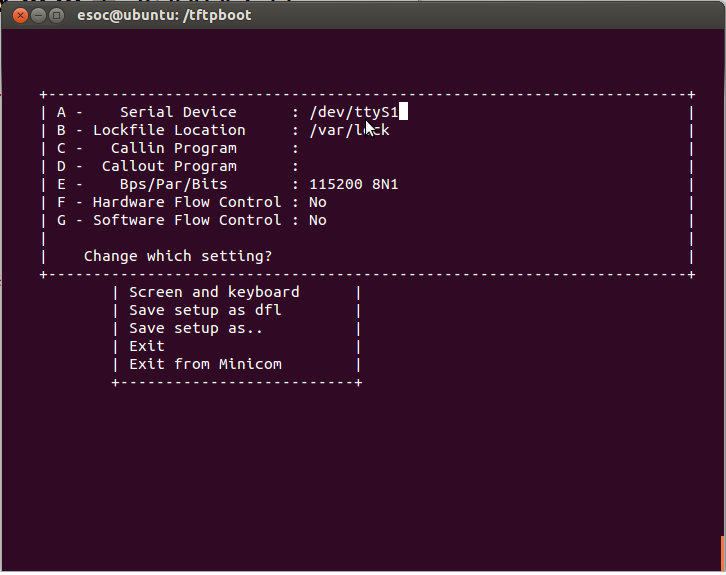 esoc@ubuntu: /tftpboot
A - Serial Device : /dev/ttyS1
B - Lockfile Location : /var/lock
C - Callin Program :
D - Callout Program :
E - Bps/Par/Bits : 115200 8N1
F - Hardware Flow Control : No
G - Software Flow Control : No
Change which setting?
Screen and keyboard
Save setup as dfl
Save setup as..
Exit
Exit from Minicom